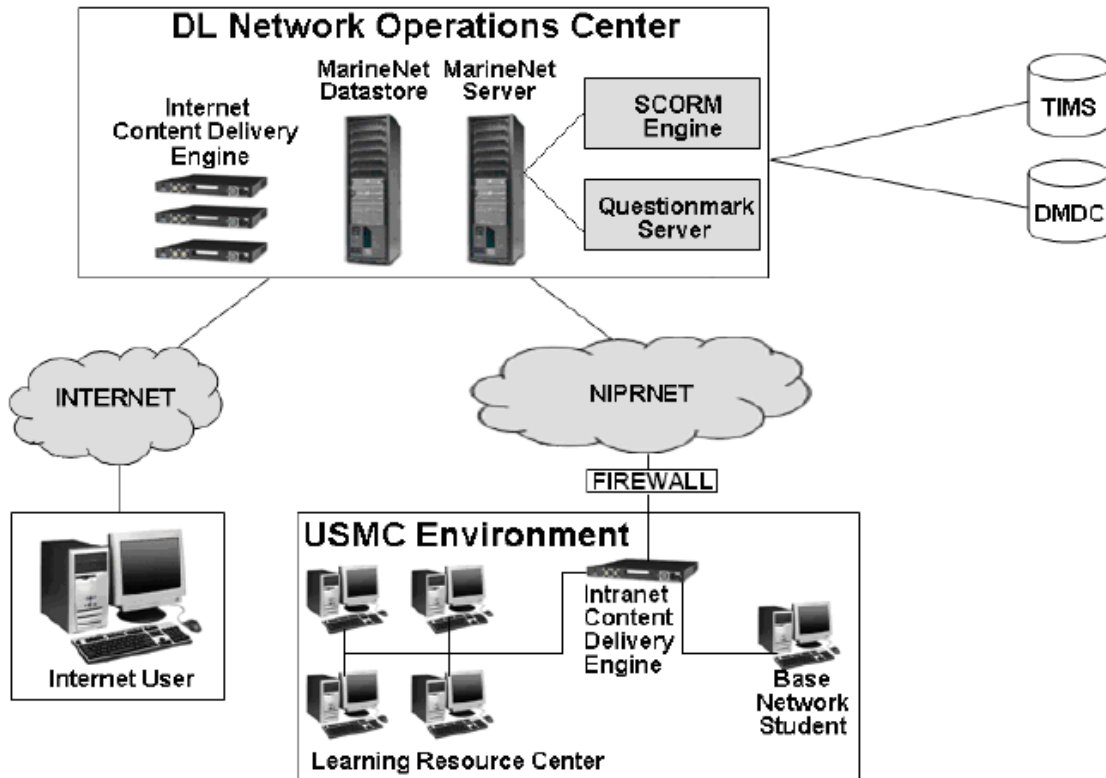 DL Network Operations Center
Internet
Content Delivery
Engine
MarineNet
Datastore
MarineNet
Server
SCORM
Engine
Questionmark
Server
TIMS
DMDC
INTERNET
NIPRNET
FIREWALL
Internet User
USMC Environment
Intranet
Content
Delivery
Engine
Base
Network
Student
Learning Resource Center